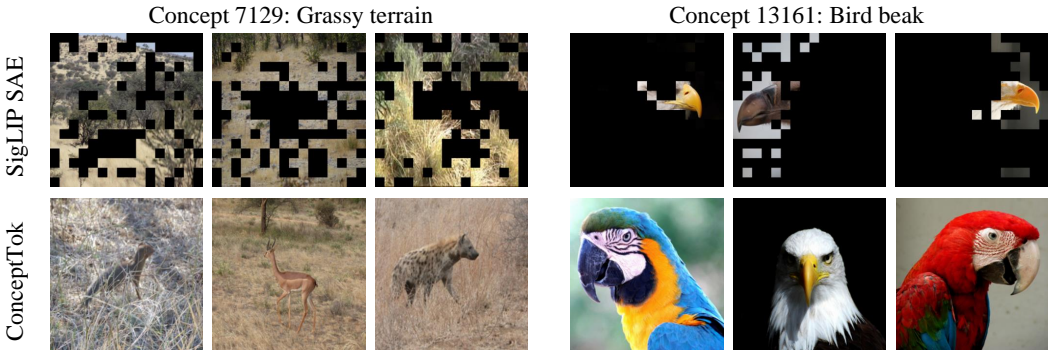 Concept 7129: Grassy terrain
Concept 13161: Bird beak
SigLIP SAE
ConceptTok